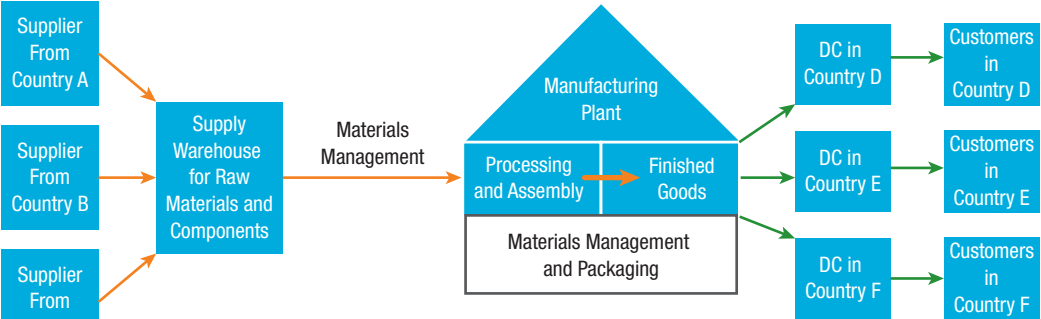 Supplier
From
Country A
Supplier
From
Country B
Supplier
From
Supply
Warehouse
for Raw
Materials and
Components
Materials
Management
Manufacturing
Plant
Processing
and Assembly
Finished
Goods
Materials Management
and Packaging
DC in
Country D
Customers
in
Country D
DC in
Country E
Customers
in
Country E
DC in
Country F
Customers
in
Country F